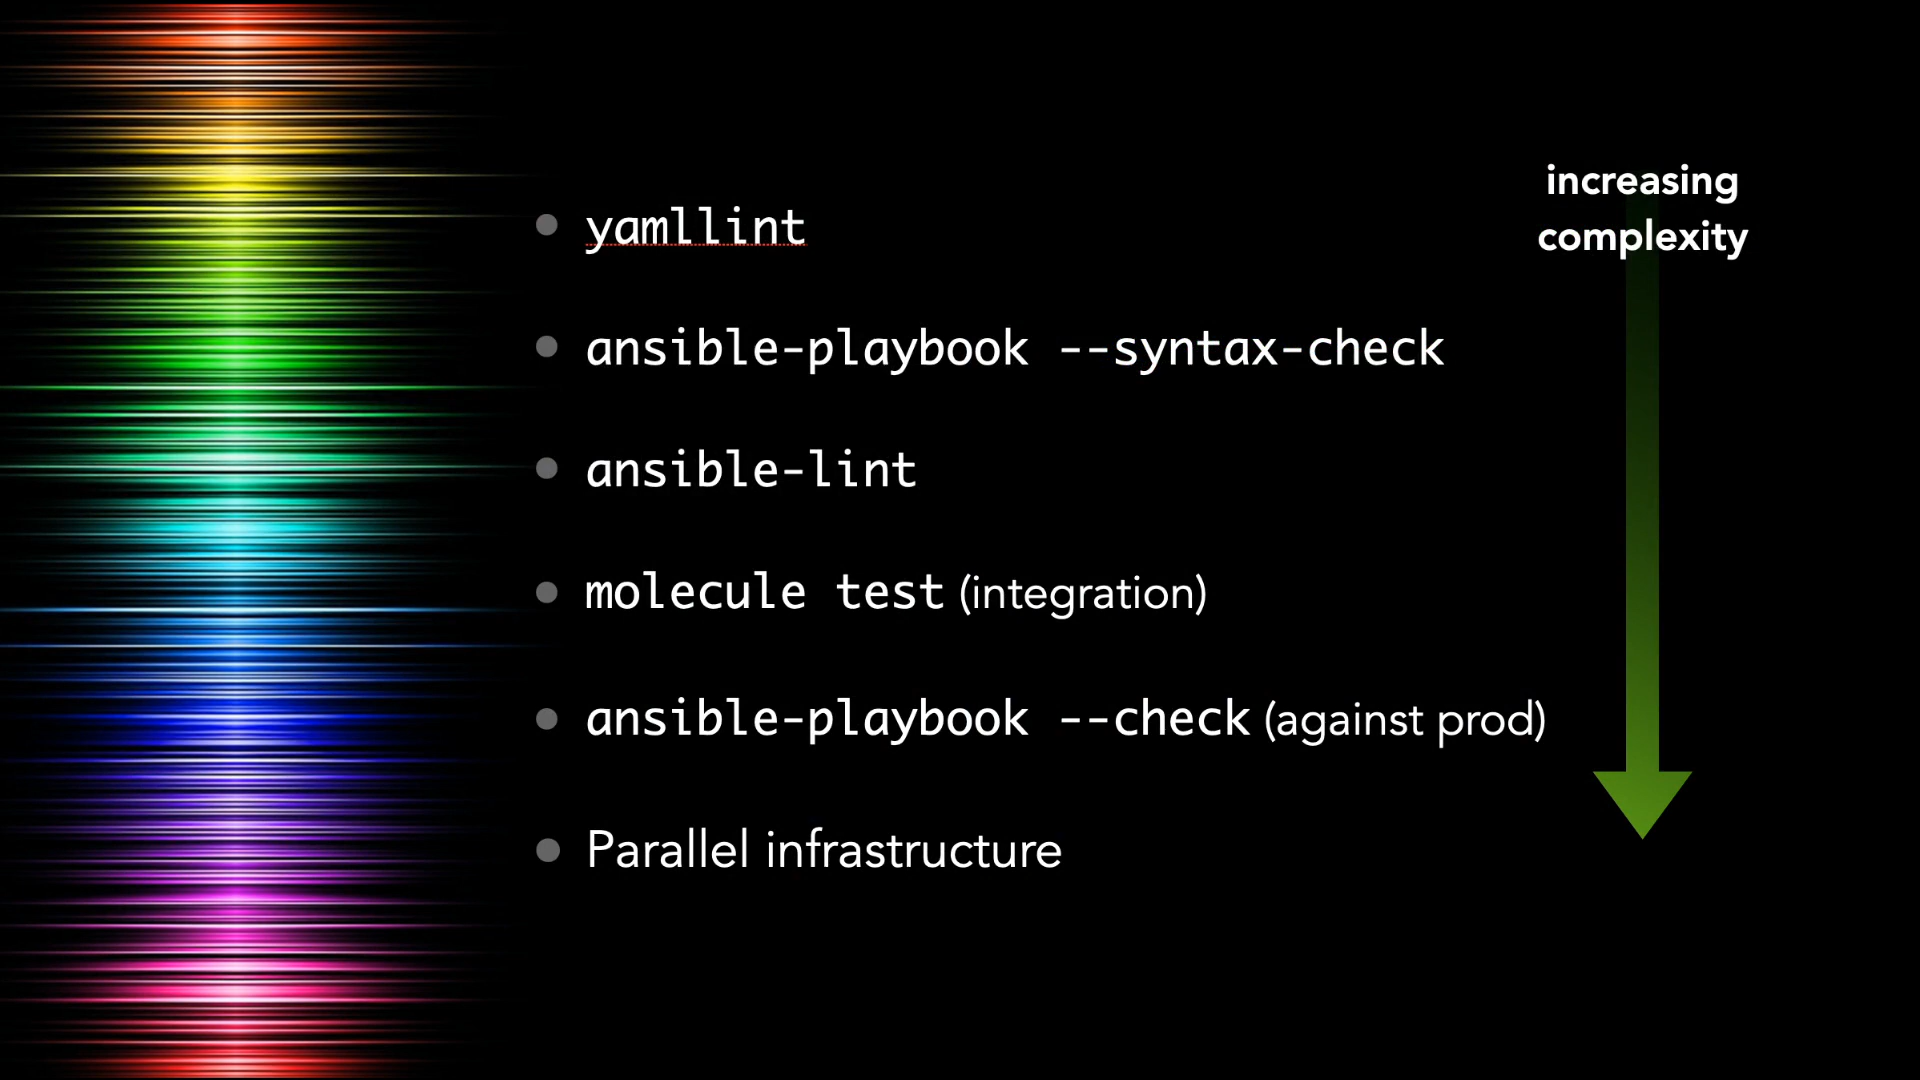 increasing
complexity
yamllint
ansible-playbook --syntax-check
ansible-lint
molecule test (integration)
ansible-playbook --check (against prod)
Parallel infrastructure